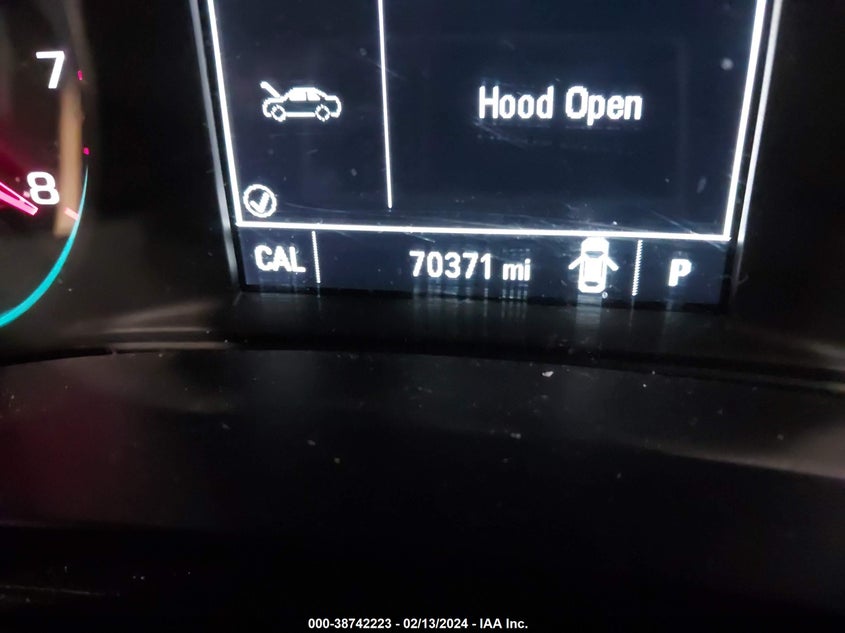 7
Hood Open
8
CAL 70371 mi P
000-38742223 - 02/13/2024 - IAA Inc.